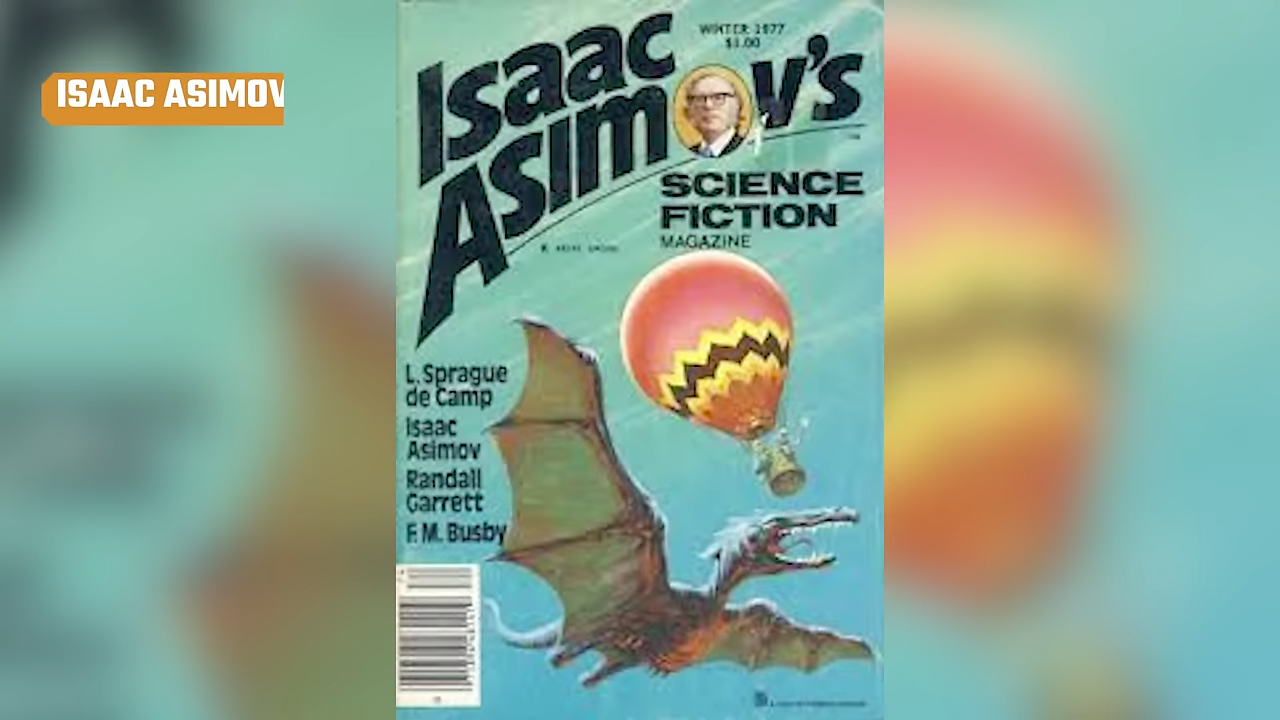 ISAAC ASIMOV
WINTER 1977
$1.00
Isaac
Asimov's
SCIENCE
FICTION
MAGAZINE
L. Sprague
de Camp
Isaac
Asimov
Randall
Garrett
F. M. Busby